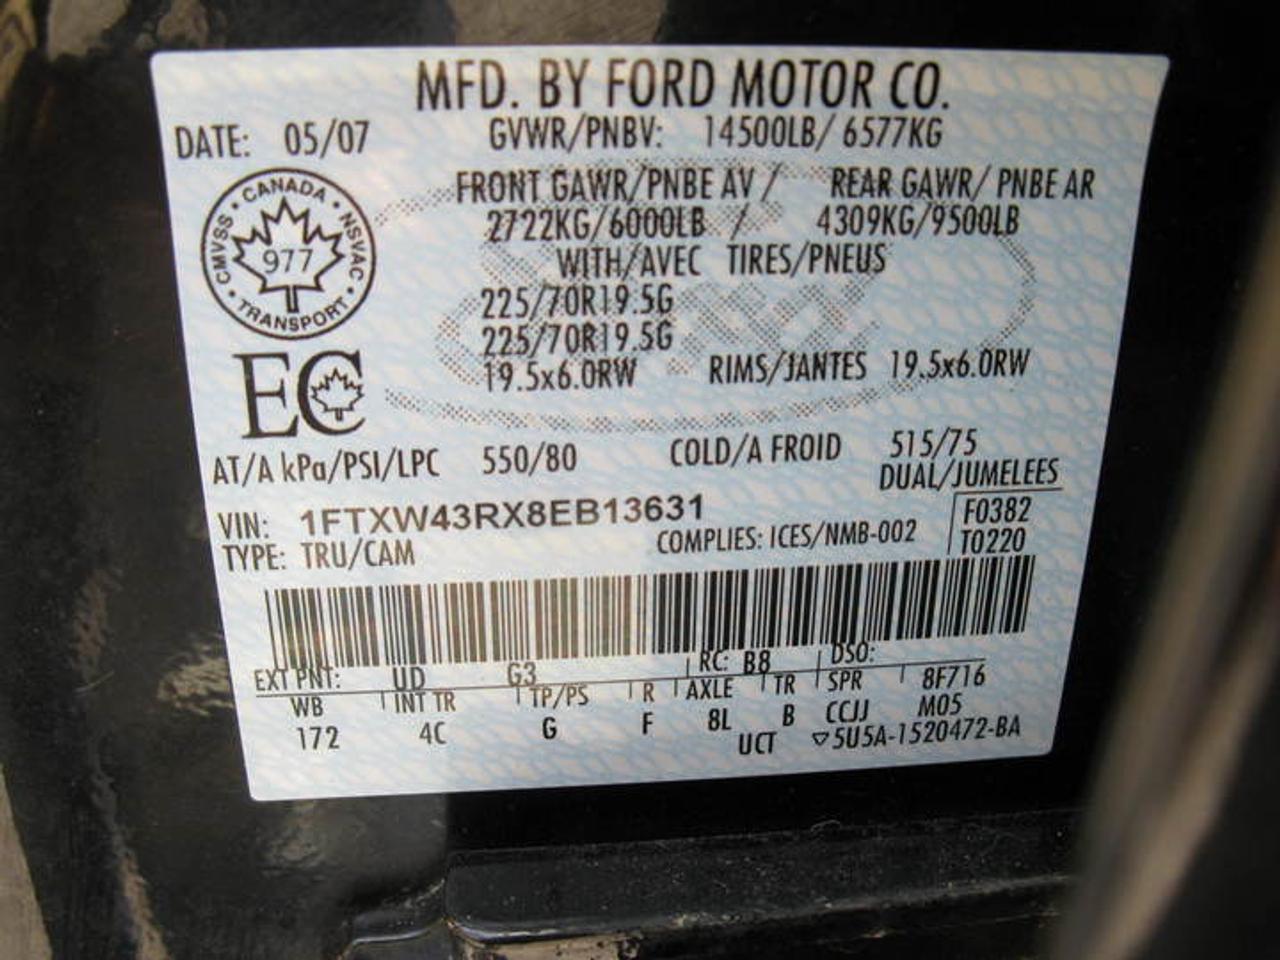 MFD. BY FORD MOTOR CO.
DATE: 05/07 GVWR/PNBV: 14500LB/ 6577KG
CANADA • NSVAC • TRANSPORT • CMVSS •
977
FRONT GAWR/PNBE AV / REAR GAWR/ PNBE AR
2722KG/6000LB / 4309KG/9500LB
WITH/AVEC TIRES/PNEUS
225/70R19.5G
225/70R19.5G
19.5x6.0RW RIMS/JANTES 19.5x6.0RW
EC
AT/A kPa/PSI/LPC 550/80 COLD/A FROID 515/75
DUAL/JUMELEES
VIN: 1FTXW43RX8EB13631 F0382
TYPE: TRU/CAM COMPLIES: ICES/NMB-002 T0220
EXT PNT: UD G3 RC: B8 DSO:
WB INT TR TP/PS R AXLE TR SPR 8F716
172 4C G F 8L B CCJJ M05
UCT ▽5U5A-1520472-BA